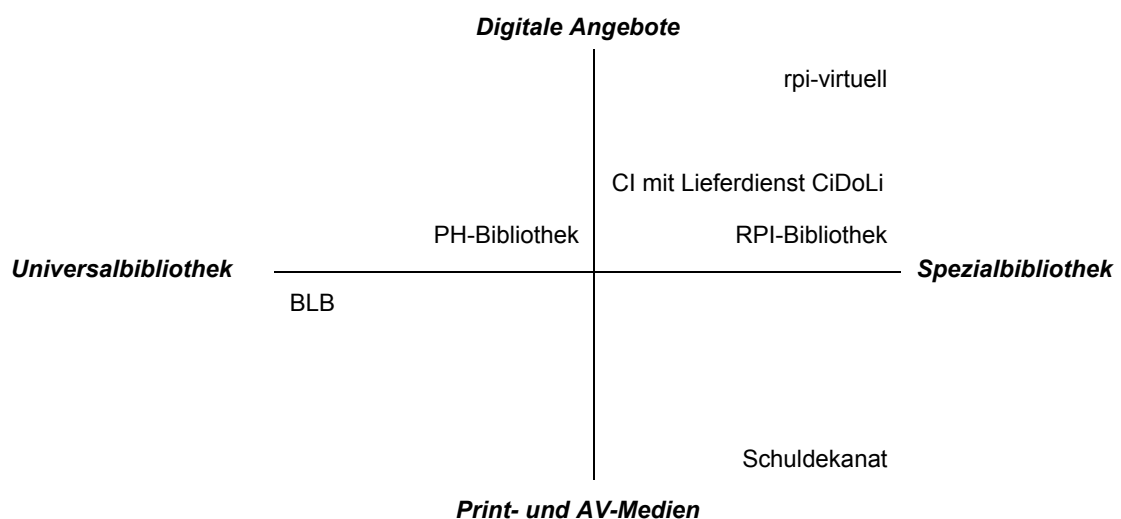 Digitale Angebote
rpi-virtuell
CI mit Lieferdienst CiDoLi
PH-Bibliothek
RPI-Bibliothek
Universalbibliothek
Spezialbibliothek
BLB
Schuldekanat
Print- und AV-Medien